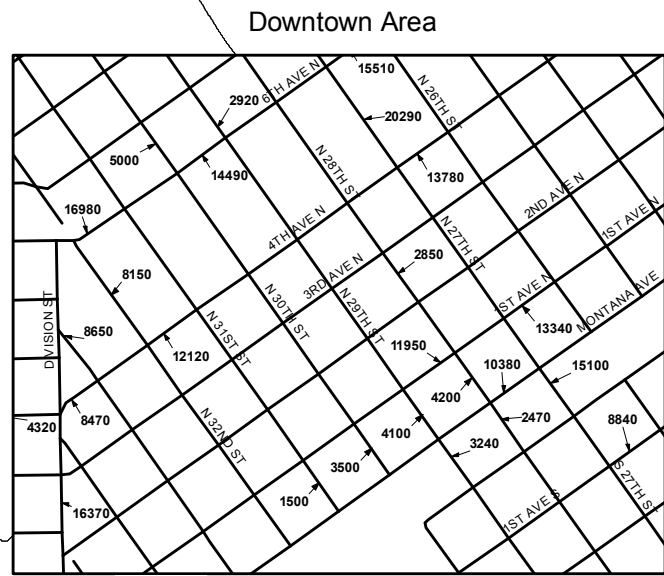 Downtown Area
15510
6TH AVE N
2920
N 26TH ST
20290
5000
14490
N 28TH ST
13780
16980
4TH AVE N
2ND AVE N
1ST AVE N
N 27TH ST
2850
8150
3RD AVE N
DIVISION ST
N 30TH ST
N 29TH ST
1ST AVE N
MONTANA AVE
8650
N 31ST ST
13340
12120
11950
10380
15100
4200
8470
4320
N 32ND ST
4100
2470
8840
3240
3500
S 27TH ST
1500
16370
1ST AVE S